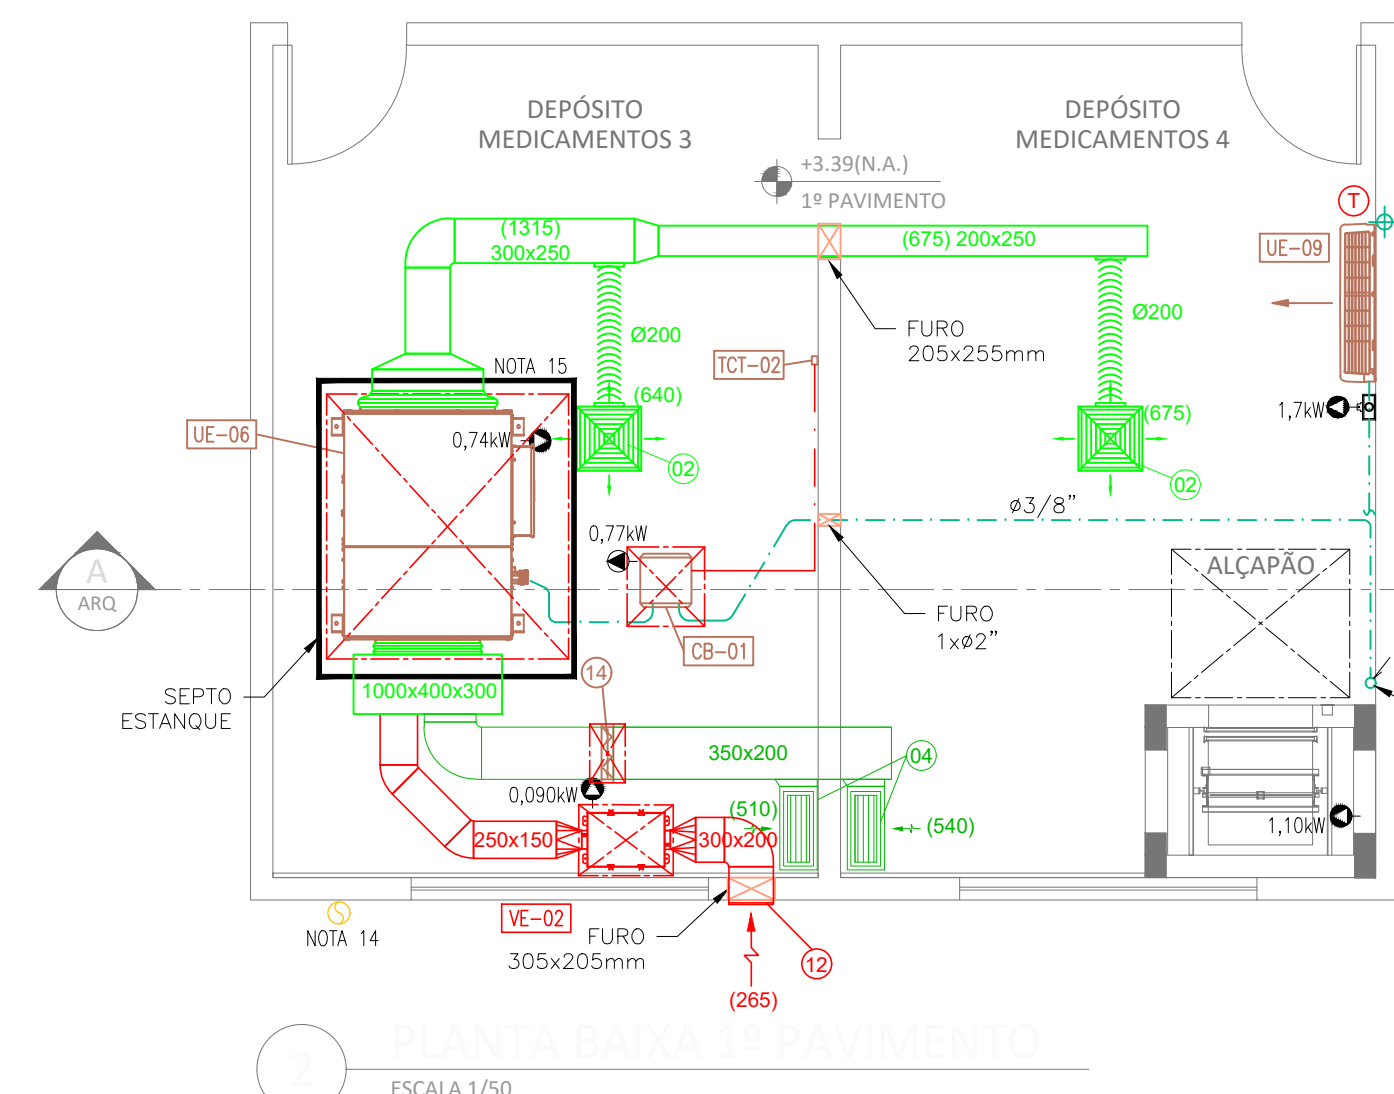 DEPÓSITO
MEDICAMENTOS 3
DEPÓSITO
MEDICAMENTOS 4
+3.39(N.A.)
1º PAVIMENTO
T
(1315)
300x250
(675) 200x250
UE-09
FURO
205x255mm
Ø200
Ø200
NOTA 15
TCT-02
(640)
(675)
1,7kW
UE-06
0,74kW
02
02
ø3/8"
0,77kW
A
ARQ
ALÇAPÃO
FURO
1xø2"
CB-01
14
SEPTO
ESTANQUE
1000x400x300
350x200
04
0,090kW
(510)
(540)
1,10kW
250x150
300x200
VE-02
NOTA 14
FURO
305x205mm
12
(265)
2
PLANTA BAIXA 1º PAVIMENTO
ESCALA 1/50